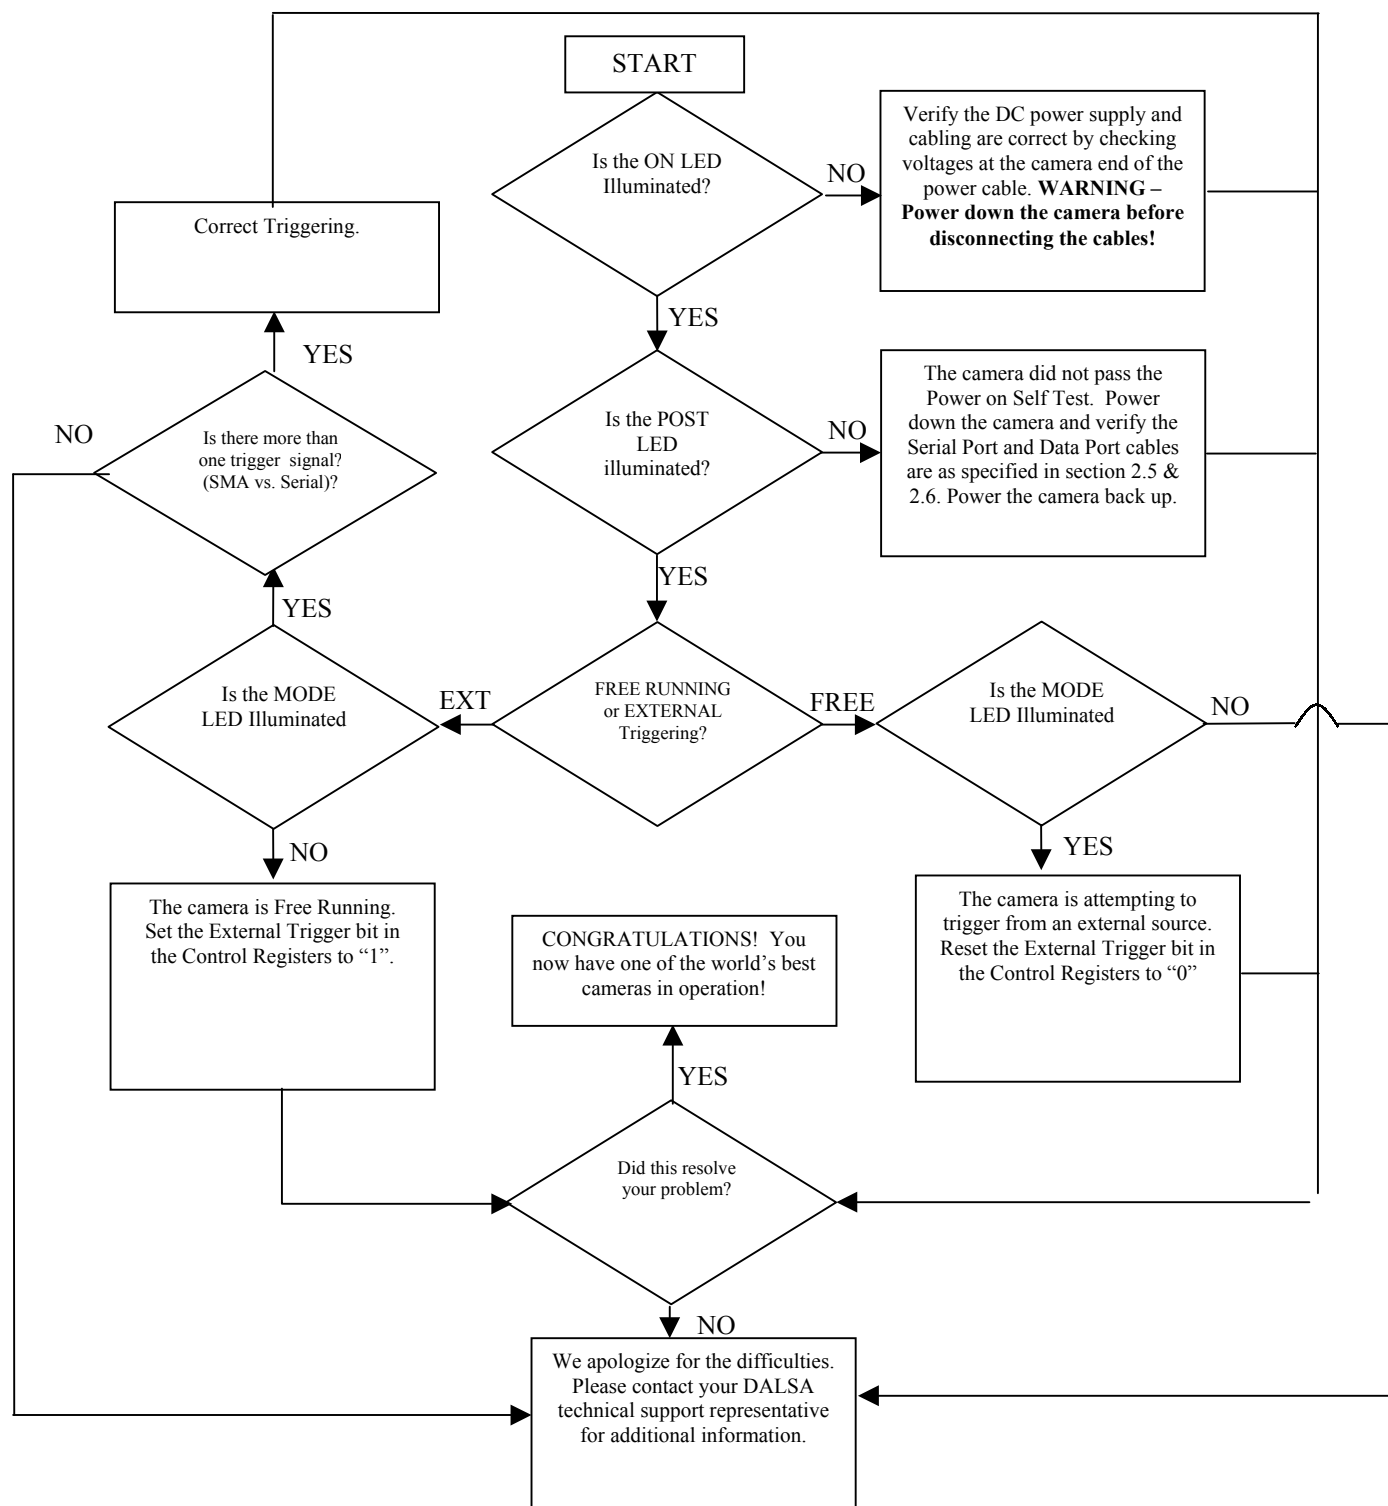 START
Is the ON LED
Illuminated?
NO
Verify the DC power supply and
cabling are correct by checking
voltages at the camera end of the
power cable. WARNING –
Power down the camera before
disconnecting the cables!
Correct Triggering.
YES
YES
Is the POST
LED
illuminated?
NO
The camera did not pass the
Power on Self Test.  Power
down the camera and verify the
Serial Port and Data Port cables
are as specified in section 2.5 &
2.6. Power the camera back up.
NO
Is there more than
one trigger  signal?
(SMA vs. Serial)?
YES
YES
Is the MODE
LED Illuminated
EXT
FREE RUNNING
or EXTERNAL
Triggering?
FREE
Is the MODE
LED Illuminated
NO
NO
YES
The camera is Free Running.
Set the External Trigger bit in
the Control Registers to “1”.
CONGRATULATIONS!  You
now have one of the world’s best
cameras in operation!
The camera is attempting to
trigger from an external source.
Reset the External Trigger bit in
the Control Registers to “0”
YES
Did this resolve
your problem?
NO
We apologize for the difficulties.
Please contact your DALSA
technical support representative
for additional information.